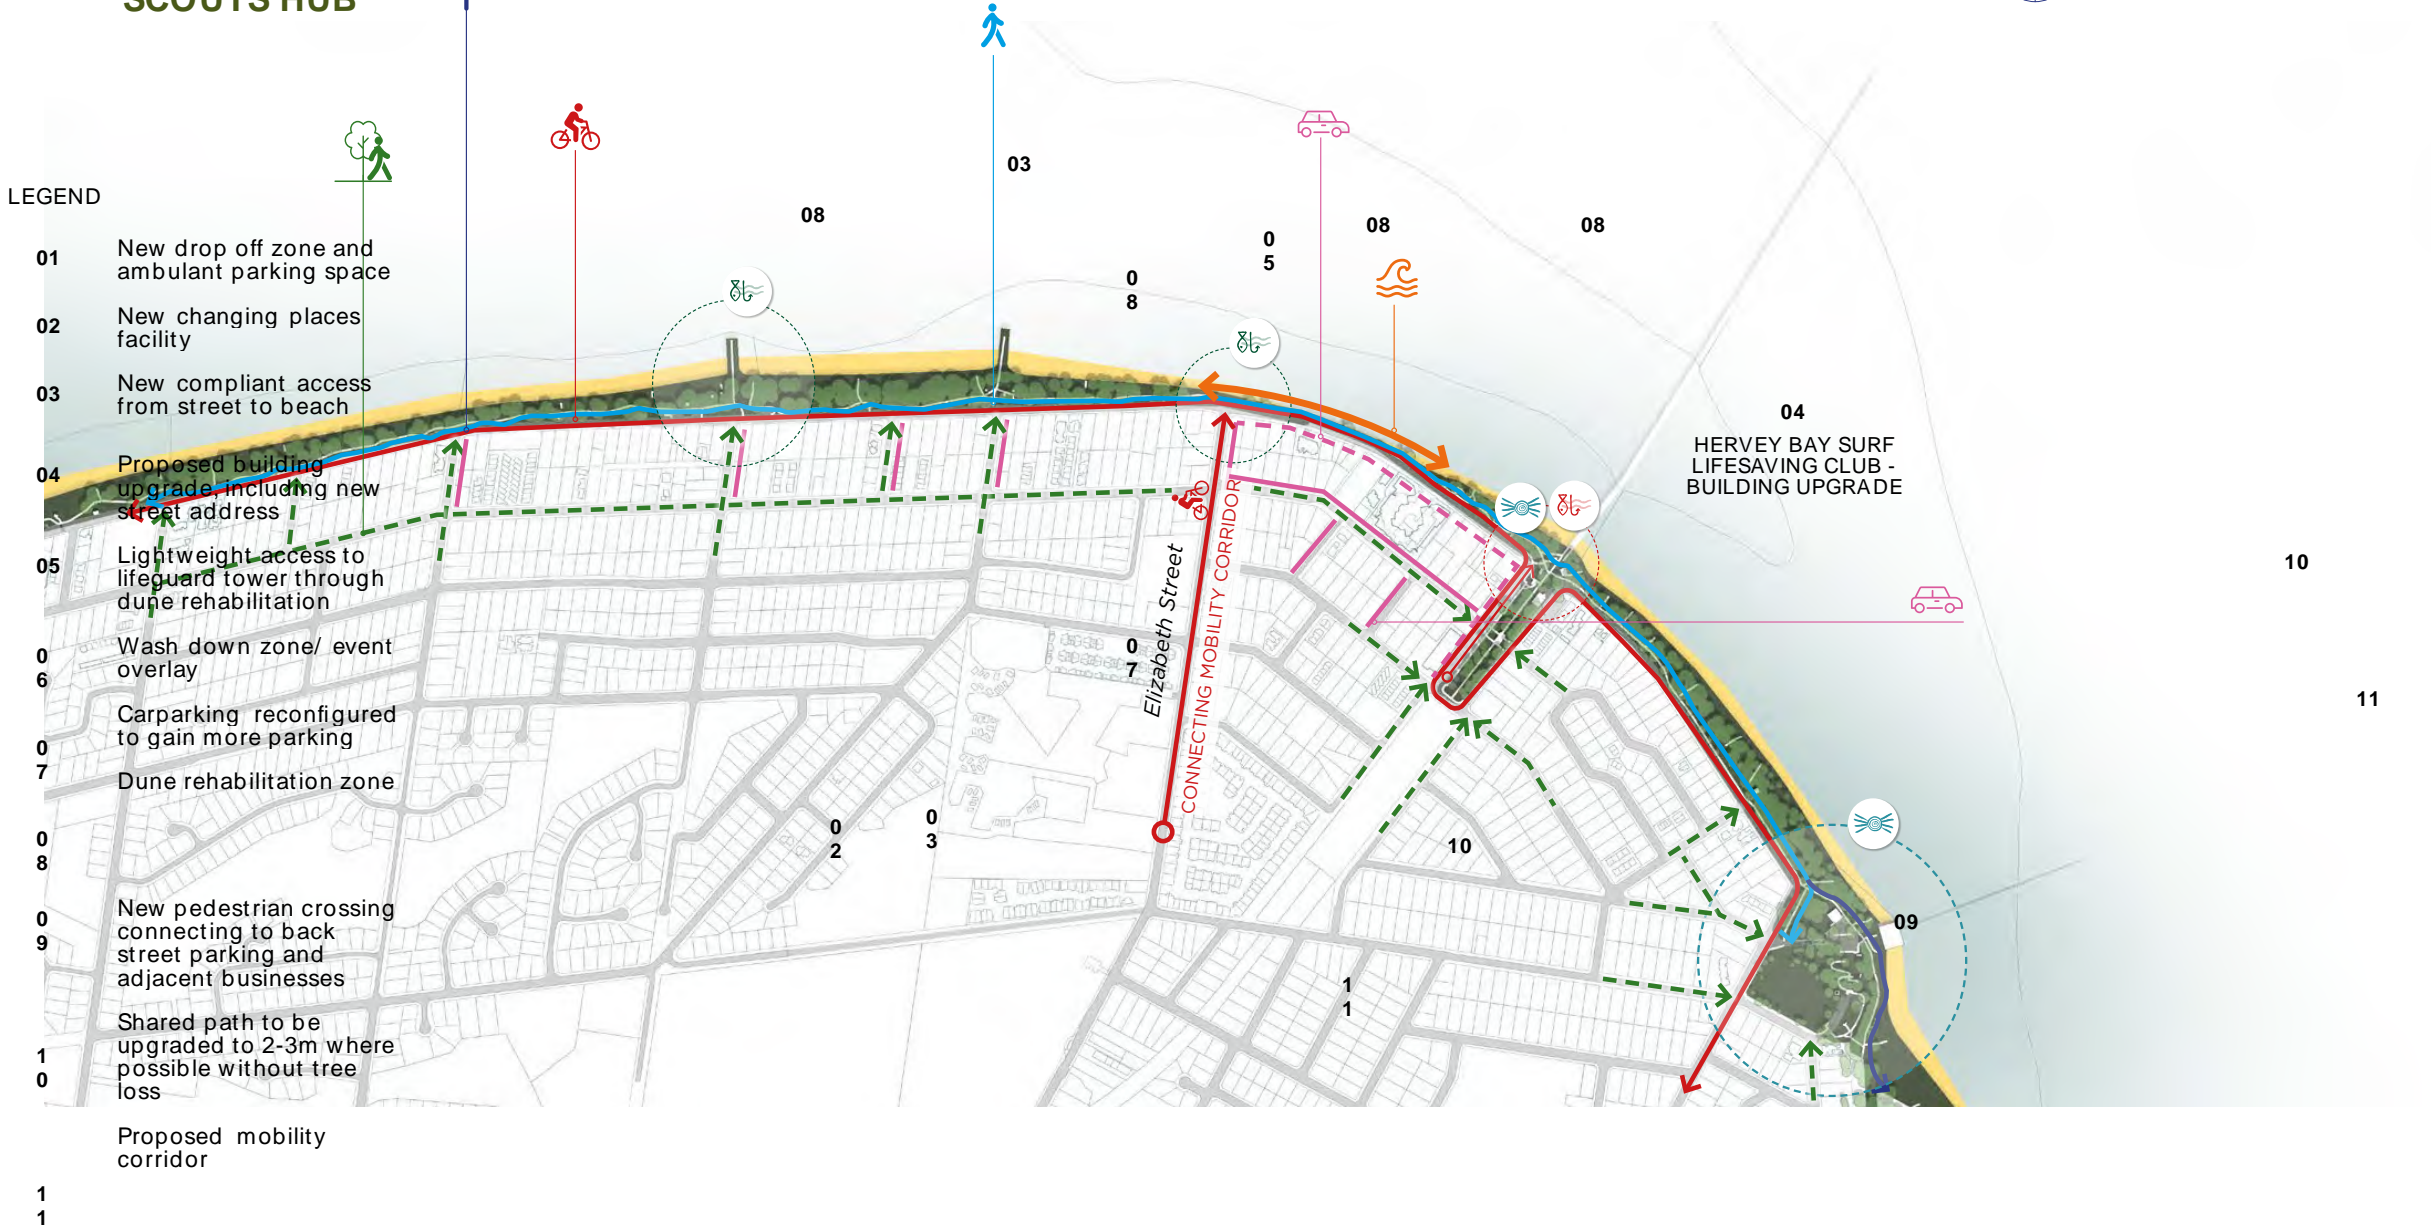 SCOUTS HUB
LEGEND
01
New drop off zone and
ambulant parking space
02
New changing places
facility
03
New compliant access
from street to beach
04
Proposed building
upgrade, including new
street address
05
Lightweight access to
lifeguard tower through
dune rehabilitation
0
6
Wash down zone/ event
overlay
0
7
Carparking reconfigured
to gain more parking
0
8
Dune rehabilitation zone
0
9
New pedestrian crossing
connecting to back
street parking and
adjacent businesses
1
0
Shared path to be
upgraded to 2-3m where
possible without tree
loss
1
1
Proposed mobility
corridor
03
08
0
8
0
5
08
08
04
HERVEY BAY SURF
LIFESAVING CLUB -
BUILDING UPGRADE
10
11
0
7
Elizabeth Street
CONNECTING MOBILITY CORRIDOR
0
2
0
3
10
09
1
1